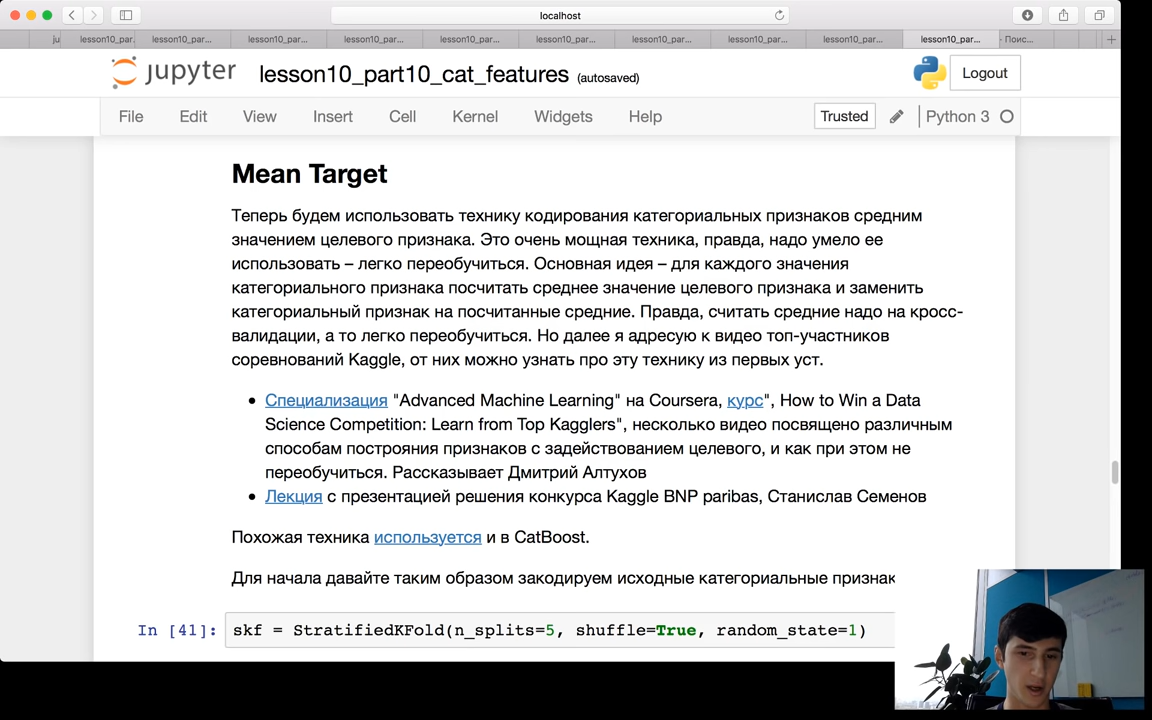 localhost
ju
lesson10_par.
lesson10_par...
lesson10_par...
lesson10_par...
lesson10_par...
lesson10_par...
lesson10_par...
lesson10_par...
lesson10_par...
lesson10_par...
- Поис...
jupyter lesson10_part10_cat_features (autosaved)
Logout
File Edit View Insert Cell Kernel Widgets Help Trusted Python 3
Mean Target
Теперь будем использовать технику кодирования категориальных признаков средним
значением целевого признака. Это очень мощная техника, правда, надо умело ее
использовать – легко переобучиться. Основная идея – для каждого значения
категориального признака посчитать среднее значение целевого признака и заменить
категориальный признак на посчитанные средние. Правда, считать средние надо на кросс-
валидации, а то легко переобучиться. Но далее я адресую к видео топ-участников
соревнований Kaggle, от них можно узнать про эту технику из первых уст.
• Специализация "Advanced Machine Learning" на Coursera, курс", How to Win a Data
Science Competition: Learn from Top Kagglers", несколько видео посвящено различным
способам построения признаков с задействованием целевого, и как при этом не
переобучиться. Рассказывает Дмитрий Алтухов
• Лекция с презентацией решения конкурса Kaggle BNP paribas, Станислав Семенов
Похожая техника используется и в CatBoost.
Для начала давайте таким образом закодируем исходные категориальные признак
In [41]: skf = StratifiedKFold(n_splits=5, shuffle=True, random_state=1)